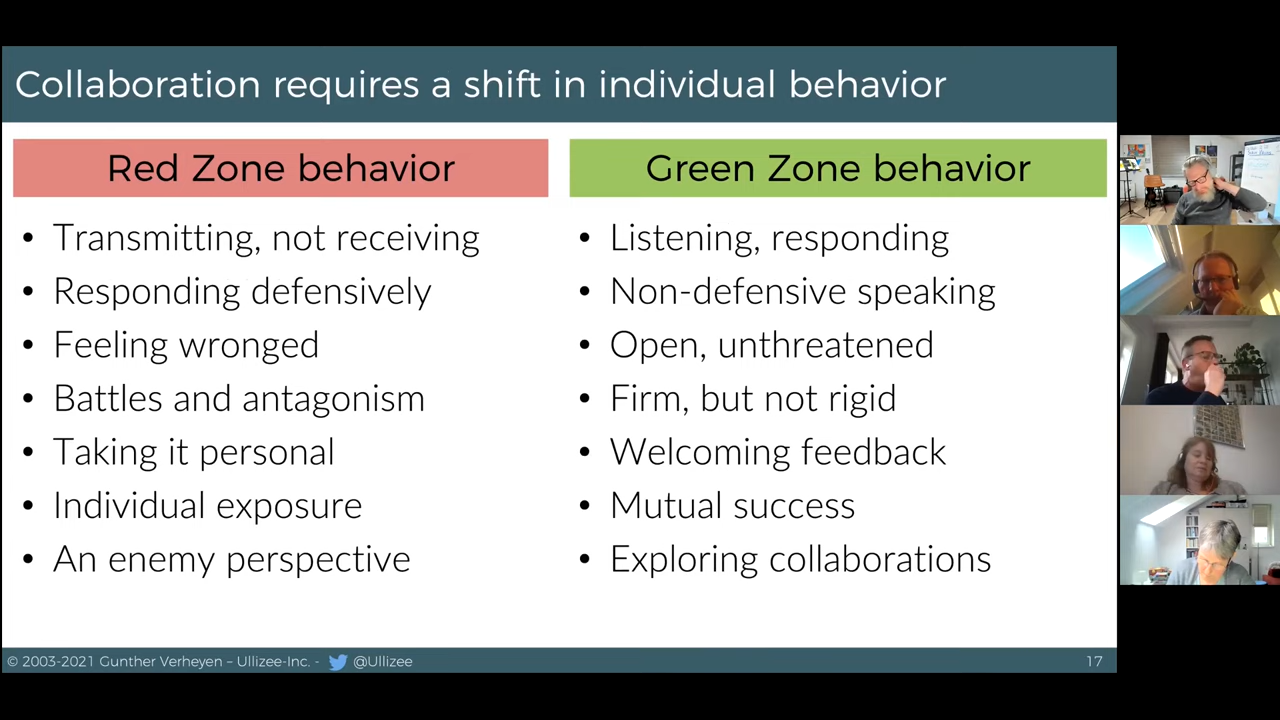 Collaboration requires a shift in individual behavior
Red Zone behavior
• Transmitting, not receiving
• Responding defensively
• Feeling wronged
• Battles and antagonism
• Taking it personal
• Individual exposure
• An enemy perspective
Green Zone behavior
• Listening, responding
• Non-defensive speaking
• Open, unthreatened
• Firm, but not rigid
• Welcoming feedback
• Mutual success
• Exploring collaborations
© 2003-2021 Gunther Verheyen – Ullizee-Inc. - @Ullizee
17